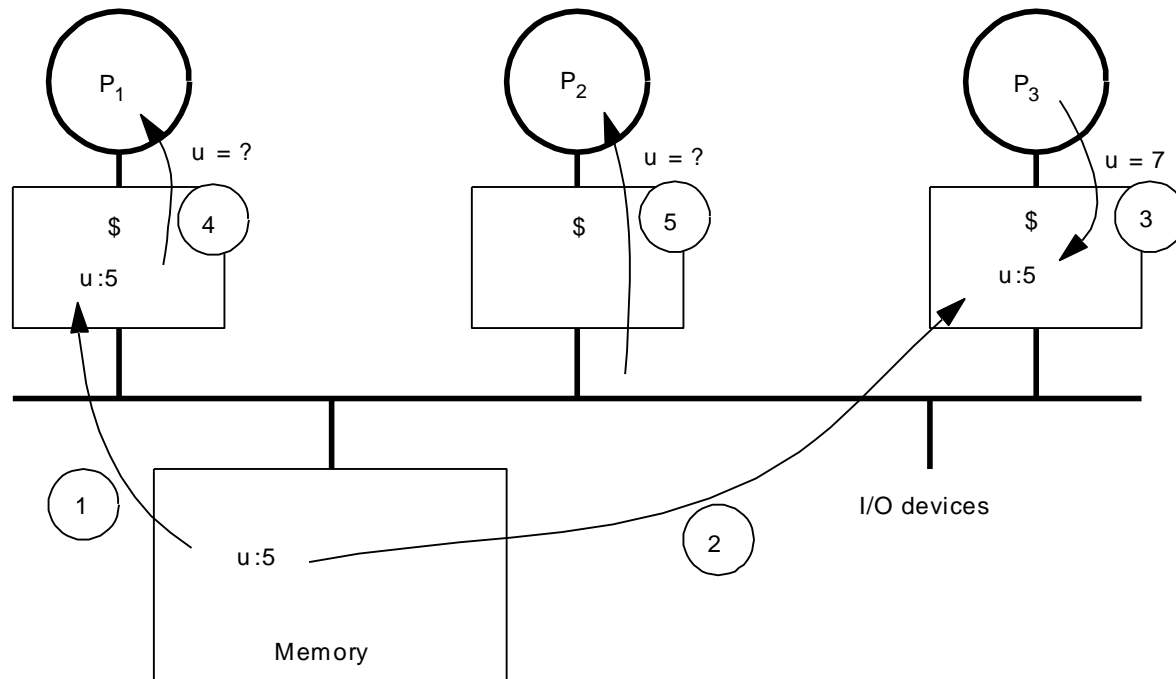 P1
P2
P3
u = ?
u = ?
u = 7
$
4
$
5
$
3
u:5
u:5
1
I/O devices
2
u:5
Memory